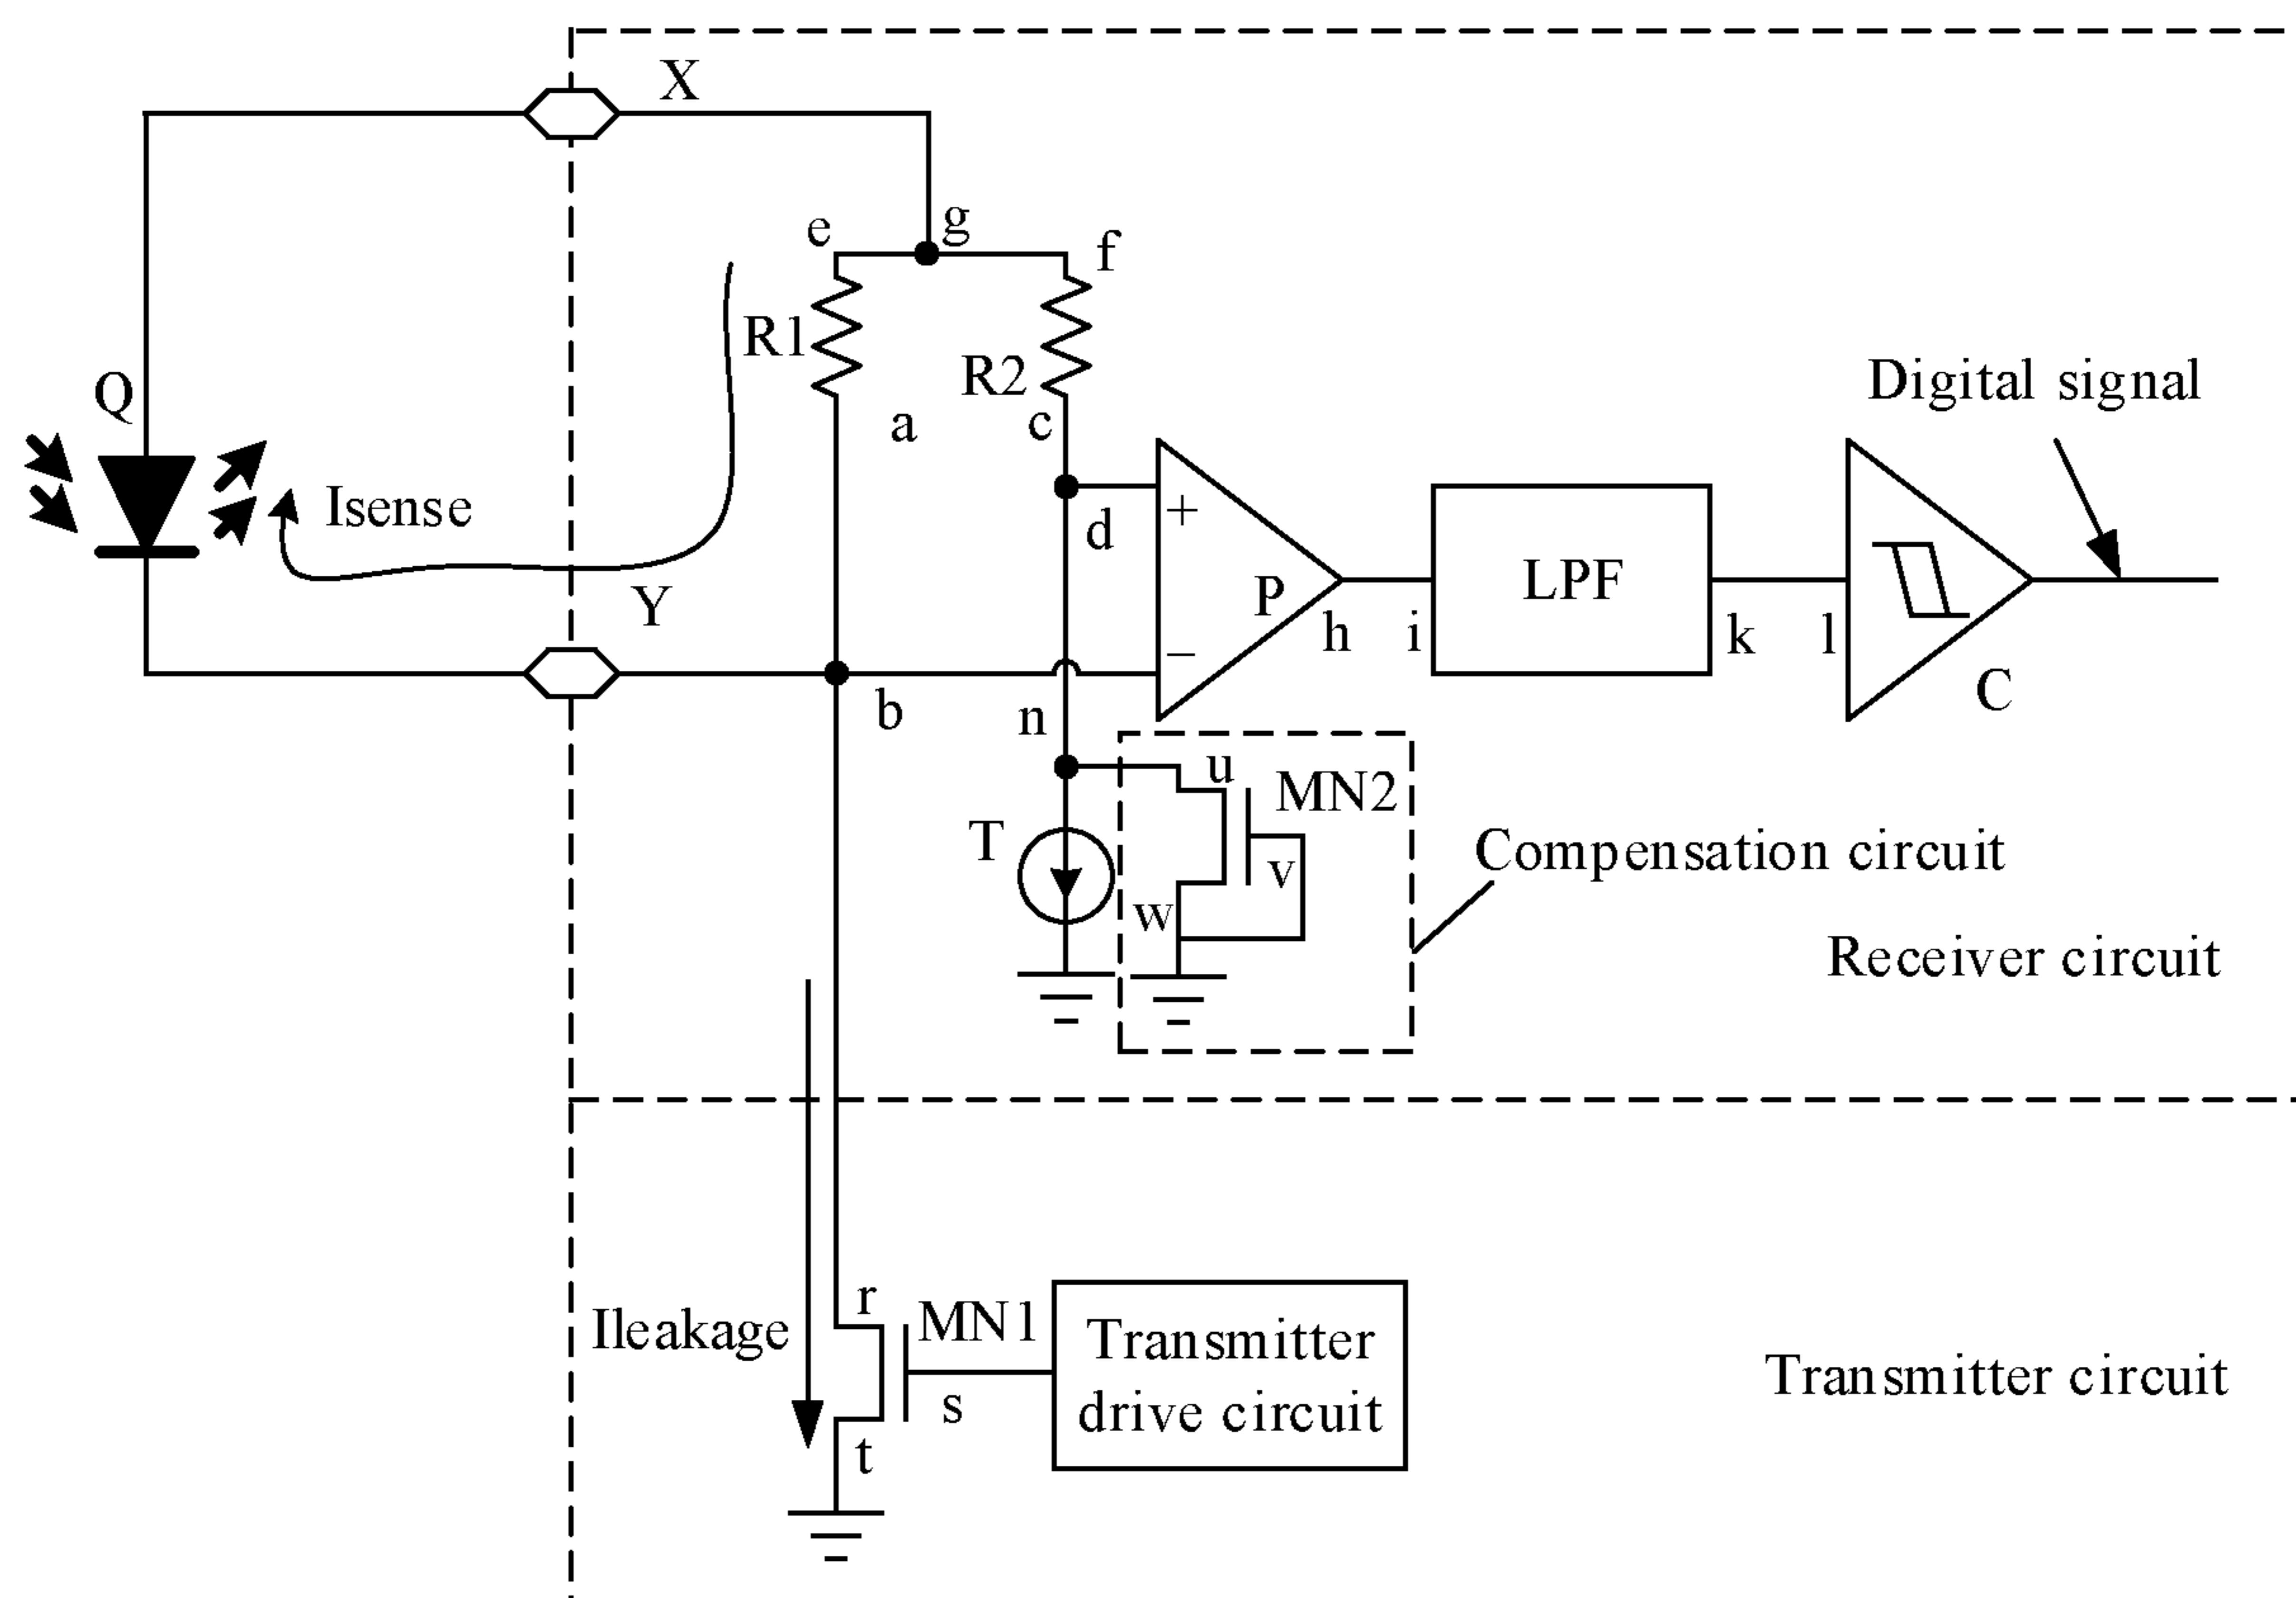 X
e
g
f
R1
R2
Q
a
c
Digital signal
Isense
d
+
P
LPF
Y
h
i
k
l
−
C
b
n
u
MN2
T
v
Compensation circuit
w
Receiver circuit
r
Ileakage
MN1
Transmitter
drive circuit
s
t
Transmitter circuit